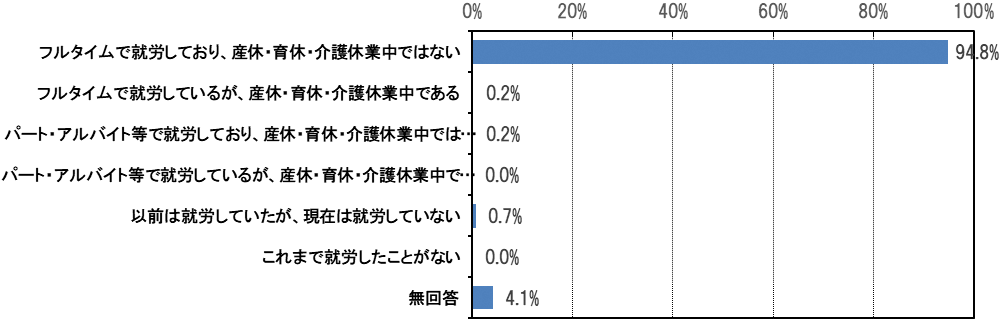 0% 20% 40% 60% 80% 100%
フルタイムで就労しており、産休・育休・介護休業中ではない 94.8%
フルタイムで就労しているが、産休・育休・介護休業中である 0.2%
パート・アルバイト等で就労しており、産休・育休・介護休業中では… 0.2%
パート・アルバイト等で就労しているが、産休・育休・介護休業中で… 0.0%
以前は就労していたが、現在は就労していない 0.7%
これまで就労したことがない 0.0%
無回答 4.1%